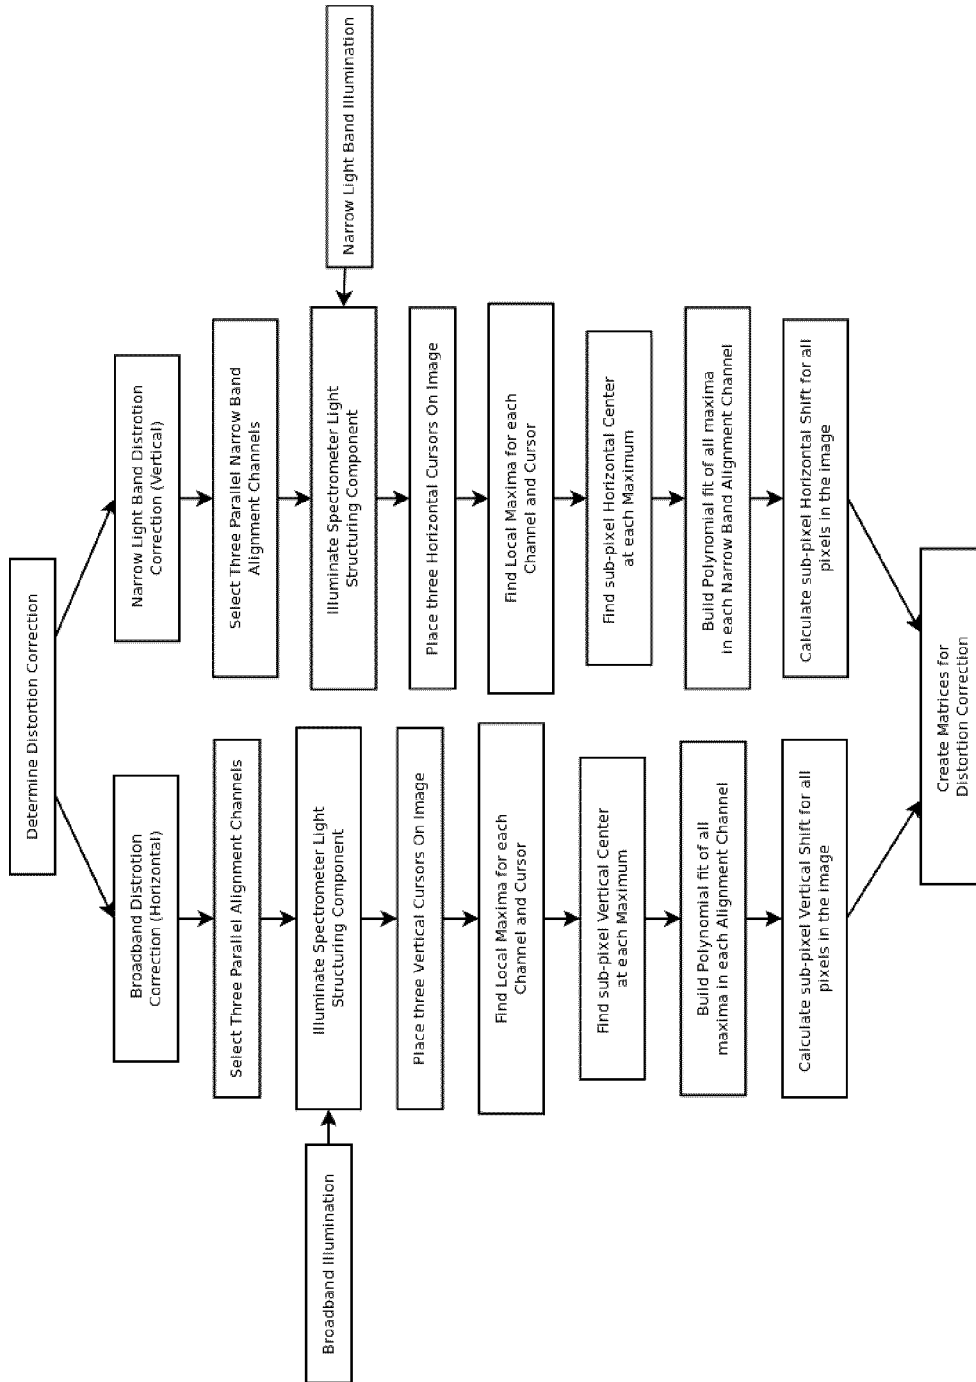 Determine Distortion Correction
Broadband Distrotion
Correction (Horizontal)
Select Three Parallel Alignment Channels
Broadband Illumination
Illuminate Spectrometer Light
Structuring Component
Place three Vertical Cursors On Image
Find Local Maxima for each
Channel and Cursor
Find sub-pixel Vertical Center
at each Maximum
Build Polynomial fit of all
maxima in each Alignment Channel
Calculate sub-pixel Vertical Shift for all
pixels in the image
Narrow Light Band Distrotion
Correction (Vertical)
Select Three Parallel Narrow Band
Alignment Channels
Narrow Light Band Illumination
Illuminate Spectrometer Light
Structuring Component
Place three Horizontal Cursors On Image
Find Local Maxima for each
Channel and Cursor
Find sub-pixel Horizontal Center
at each Maximum
Build Polynomial fit of all maxima
in each Narrow Band Alignment Channel
Calculate sub-pixel Horizontal Shift for all
pixels in the image
Create Matrices for
Distortion Correction